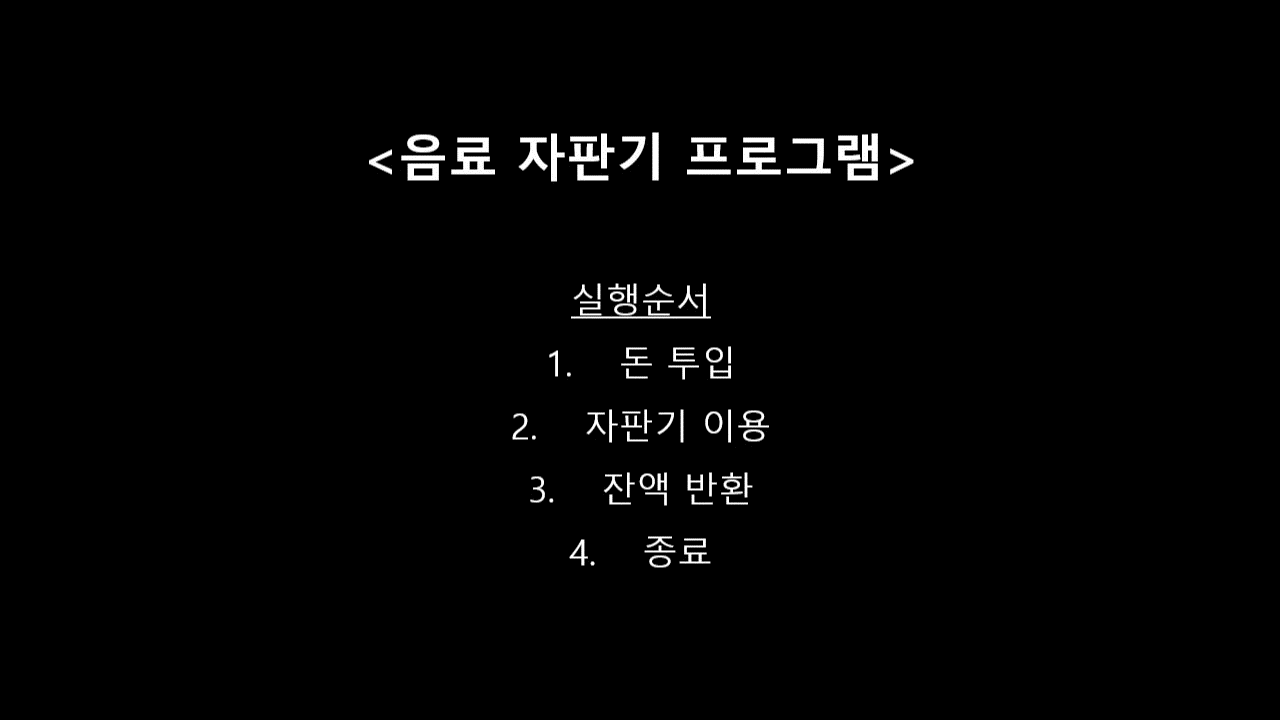 <음료 자판기 프로그램>
실행순서
1. 돈 투입
2. 자판기 이용
3. 잔액 반환
4. 종료